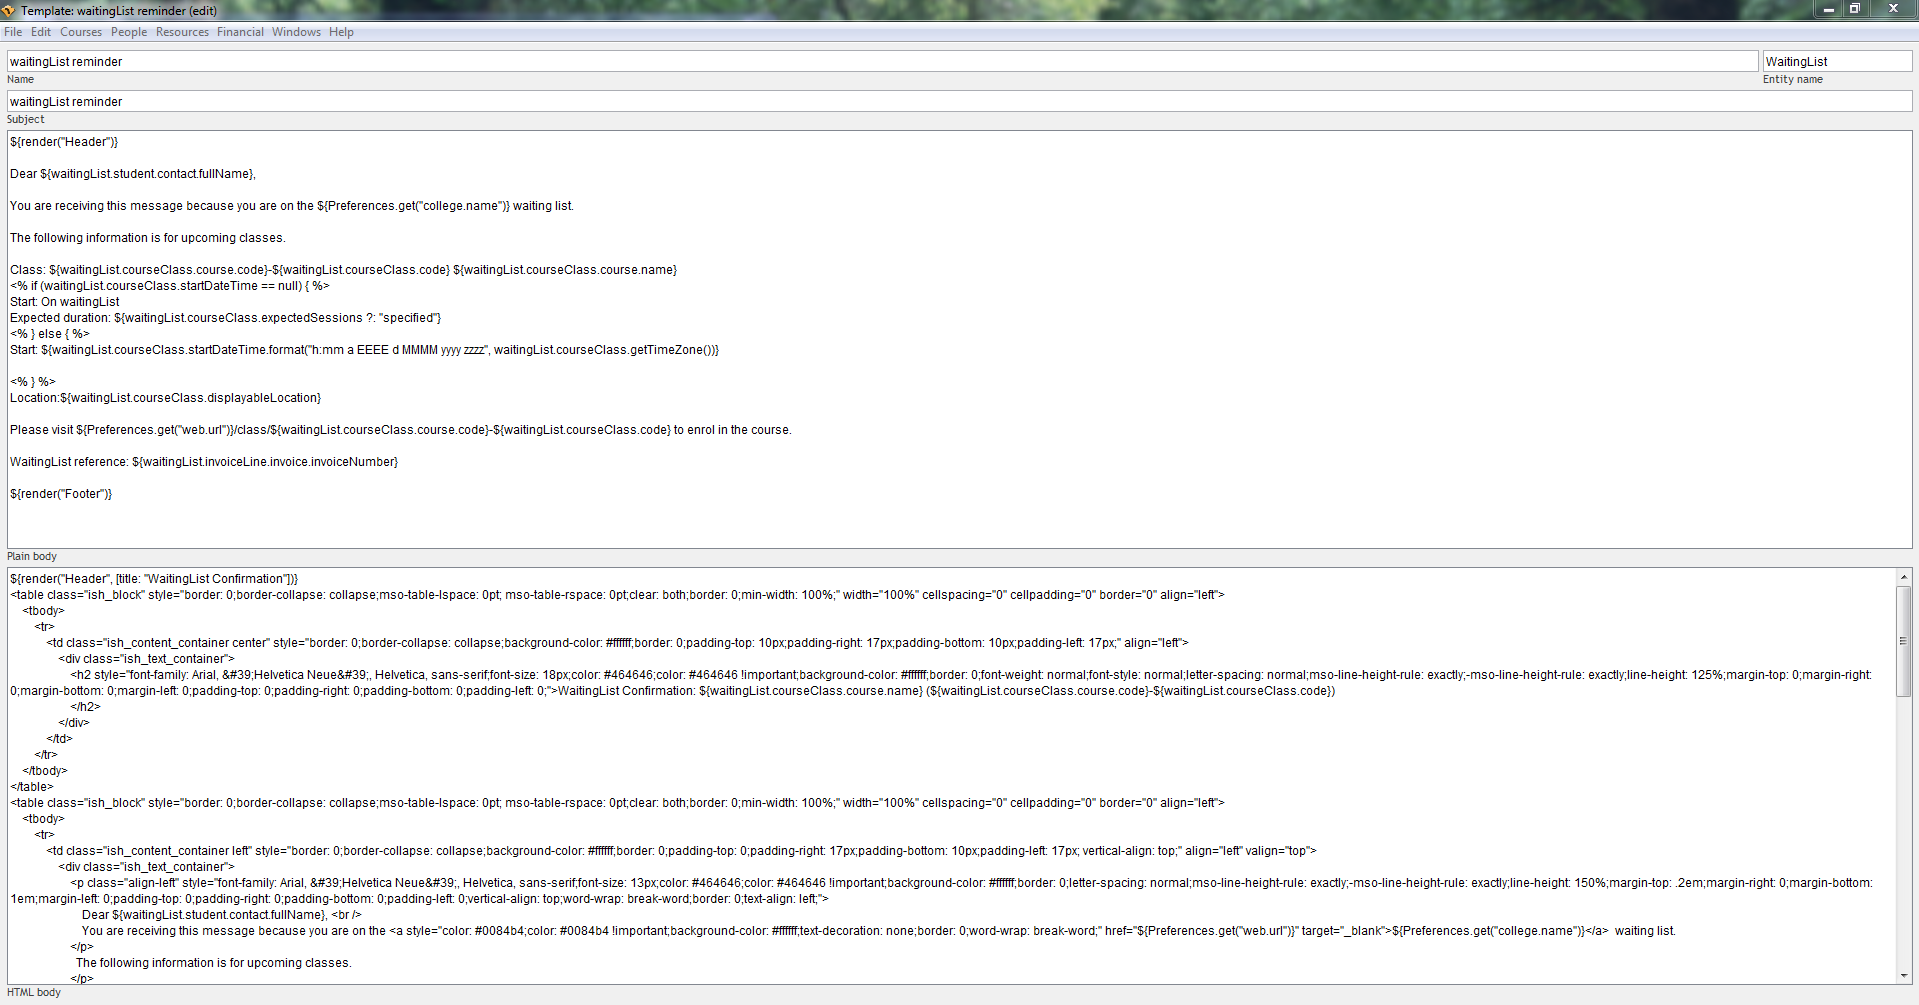 Template: waitingList reminder (edit)
File Edit Courses People Resources Financial Windows Help
waitingList reminder WaitingList
Name Entity name
waitingList reminder
Subject
${render("Header")}
Dear ${waitingList.student.contact.fullName},
You are receiving this message because you are on the ${Preferences.get("college.name")} waiting list.
The following information is for upcoming classes.
Class: ${waitingList.courseClass.course.code}-${waitingList.courseClass.code} ${waitingList.courseClass.course.name}
<% if (waitingList.courseClass.startDateTime == null) { %>
Start: On waitingList
Expected duration: ${waitingList.courseClass.expectedSessions ?: "specified"}
<% } else { %>
Start: ${waitingList.courseClass.startDateTime.format("h:mm a EEEE d MMMM yyyy zzzz", waitingList.courseClass.getTimeZone())}
<% } %>
Location:${waitingList.courseClass.displayableLocation}
Please visit ${Preferences.get("web.url")}/class/${waitingList.courseClass.course.code}-${waitingList.courseClass.code} to enrol in the course.
WaitingList reference: ${waitingList.invoiceLine.invoice.invoiceNumber}
${render("Footer")}
Plain body
${render("Header", [title: "WaitingList Confirmation"])}
<table class="ish_block" style="border: 0;border-collapse: collapse;mso-table-lspace: 0pt; mso-table-rspace: 0pt;clear: both;border: 0;min-width: 100%;" width="100%" cellspacing="0" cellpadding="0" border="0" align="left">
<tbody>
<tr>
<td class="ish_content_container center" style="border: 0;border-collapse: collapse;background-color: #ffffff;border: 0;padding-top: 10px;padding-right: 17px;padding-bottom: 10px;padding-left: 17px;" align="left">
<div class="ish_text_container">
<h2 style="font-family: Arial, &#39;Helvetica Neue&#39;, Helvetica, sans-serif;font-size: 18px;color: #464646;color: #464646 !important;background-color: #ffffff;border: 0;font-weight: normal;font-style: normal;letter-spacing: normal;mso-line-height-rule: exactly;-mso-line-height-rule: exactly;line-height: 125%;margin-top: 0;margin-right:
0;margin-bottom: 0;margin-left: 0;padding-top: 0;padding-right: 0;padding-bottom: 0;padding-left: 0;">WaitingList Confirmation: ${waitingList.courseClass.course.name} (${waitingList.courseClass.course.code}-${waitingList.courseClass.code})
</h2>
</div>
</td>
</tr>
</tbody>
</table>
<table class="ish_block" style="border: 0;border-collapse: collapse;mso-table-lspace: 0pt; mso-table-rspace: 0pt;clear: both;border: 0;min-width: 100%;" width="100%" cellspacing="0" cellpadding="0" border="0" align="left">
<tbody>
<tr>
<td class="ish_content_container left" style="border: 0;border-collapse: collapse;background-color: #ffffff;border: 0;padding-top: 0;padding-right: 17px;padding-bottom: 10px;padding-left: 17px; vertical-align: top;" align="left" valign="top">
<div class="ish_text_container">
<p class="align-left" style="font-family: Arial, &#39;Helvetica Neue&#39;, Helvetica, sans-serif;font-size: 13px;color: #464646;color: #464646 !important;background-color: #ffffff;border: 0;letter-spacing: normal;mso-line-height-rule: exactly;-mso-line-height-rule: exactly;line-height: 150%;margin-top: .2em;margin-right: 0;margin-bottom:
1em;margin-left: 0;padding-top: 0;padding-right: 0;padding-bottom: 0;padding-left: 0;vertical-align: top;word-wrap: break-word;border: 0;text-align: left;">
Dear ${waitingList.student.contact.fullName}, <br />
You are receiving this message because you are on the <a style="color: #0084b4;color: #0084b4 !important;background-color: #ffffff;text-decoration: none;border: 0;word-wrap: break-word;" href="${Preferences.get("web.url")}" target="_blank">${Preferences.get("college.name")}</a>  waiting list.
</p>
The following information is for upcoming classes.
</p>
HTML body